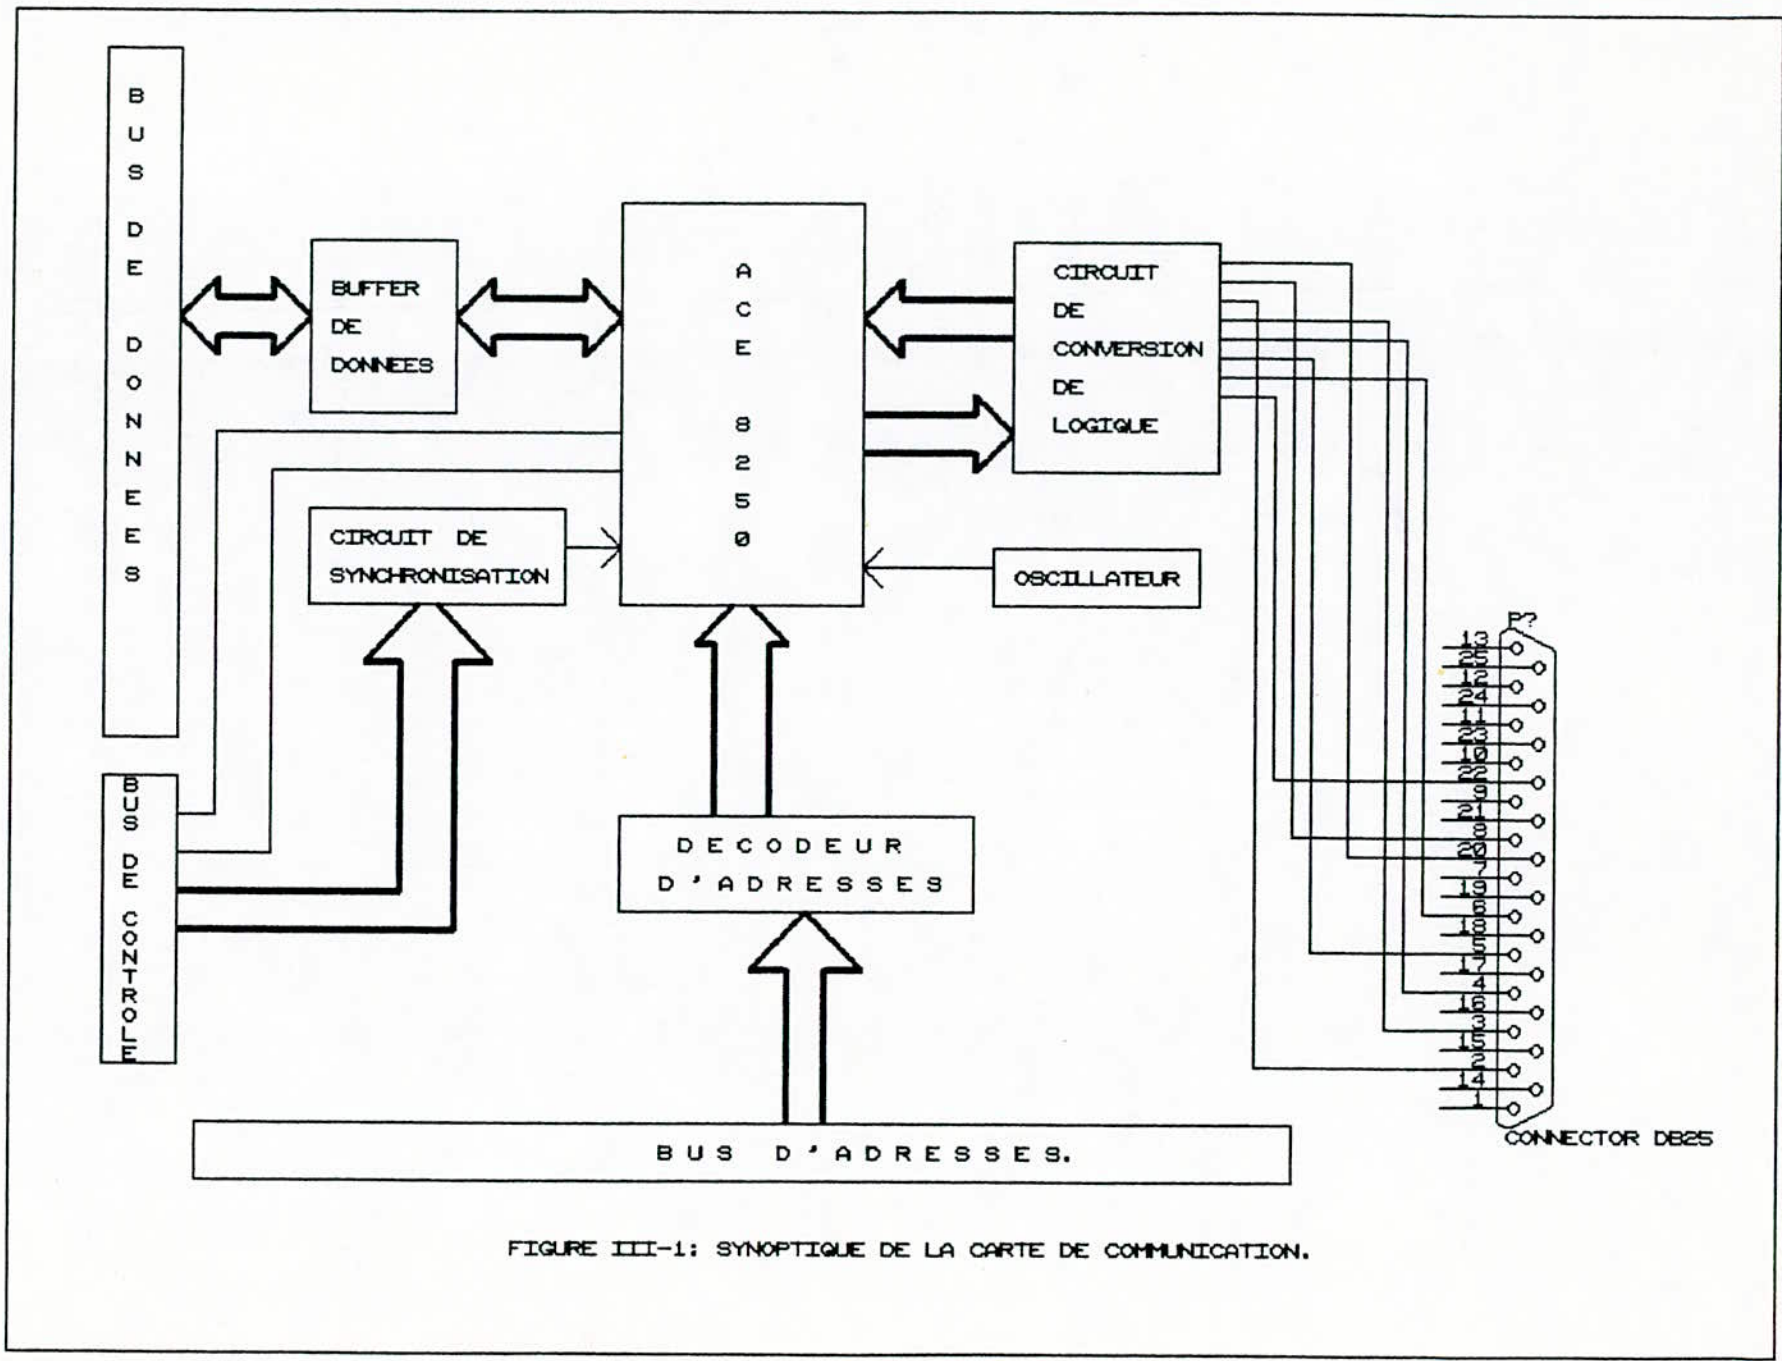 BUS DE DONNEES
BUFFER
DE
DONNEES
ACE 8250
CIRCUIT
DE
CONVERSION
DE
LOGIQUE
CIRCUIT DE
SYNCHRONISATION
OSCILLATEUR
BUS DE CONTROLE
DECODEUR
D'ADRESSES
BUS D'ADRESSES.
P?
13
25
12
24
11
23
10
22
9
21
8
20
7
19
6
18
5
17
4
16
3
15
2
14
1
CONNECTOR DB25
FIGURE III-1: SYNOPTIQUE DE LA CARTE DE COMMUNICATION.